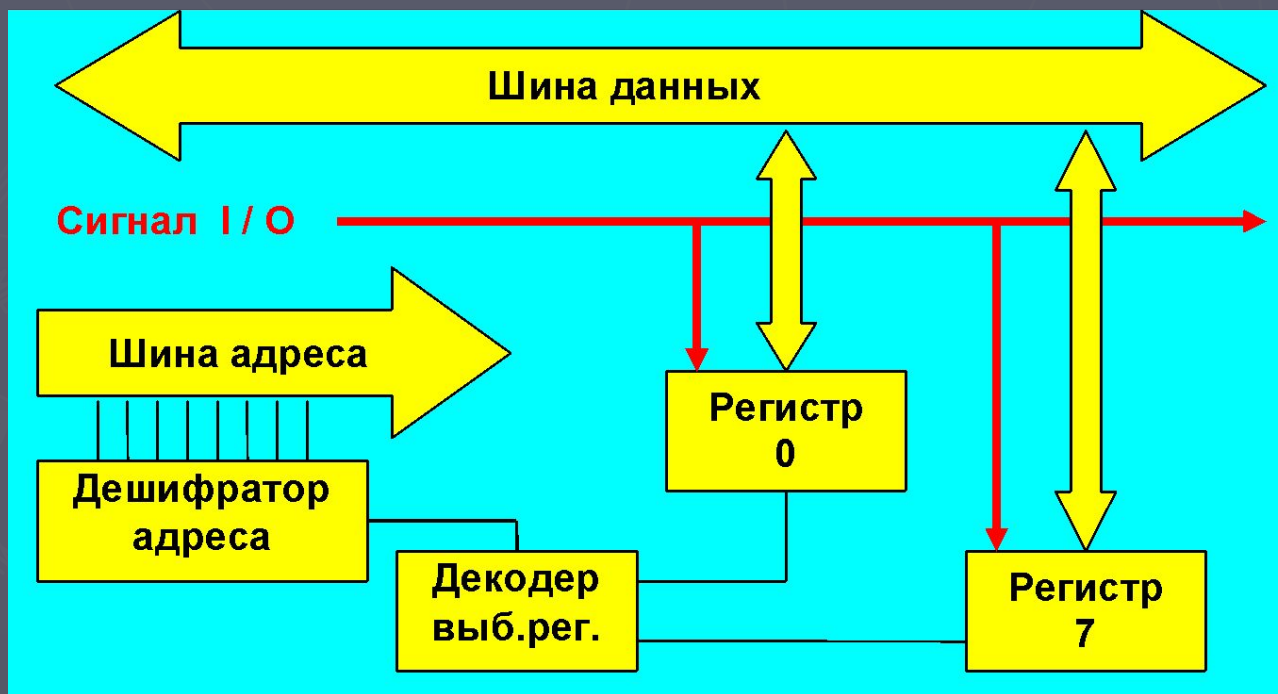 Шина данных
Сигнал I / O
Шина адреса
Регистр
0
Дешифратор
адреса
Декодер
выб.рег.
Регистр
7